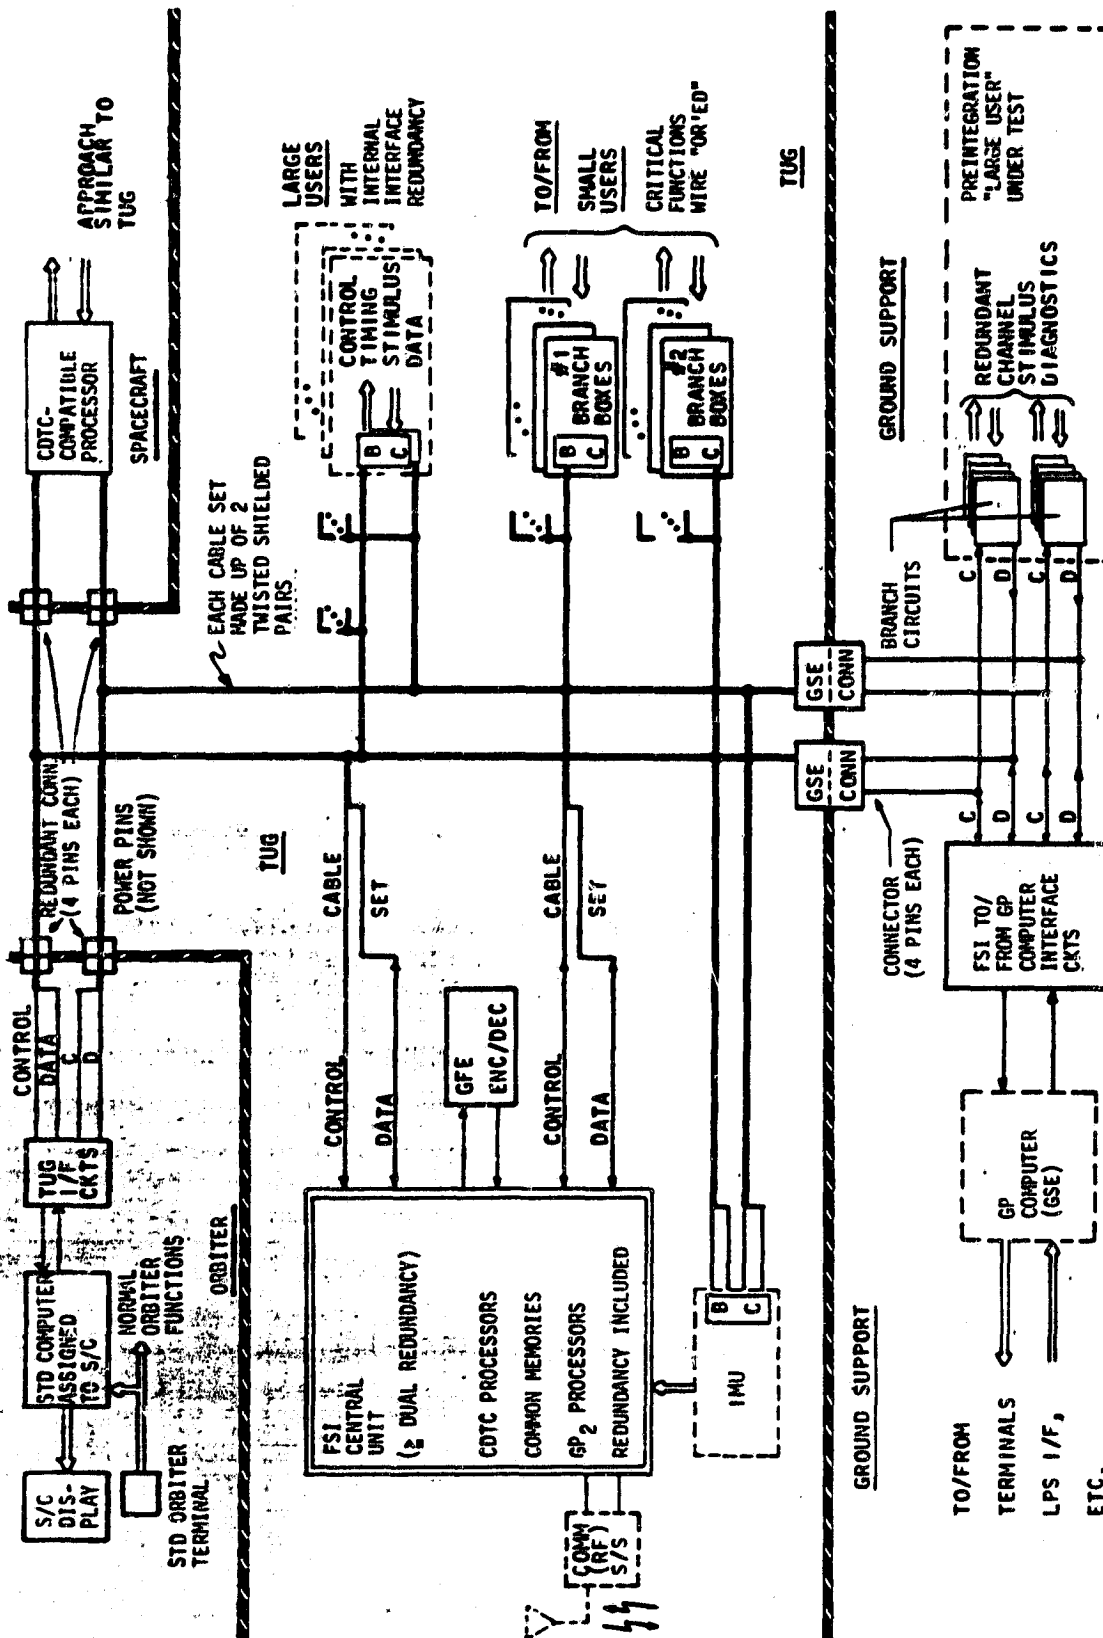 S/C
DIS-
PLAY
STD ORBITER
TERMINAL
STD COMPUTER
ASSIGNED
TO S/C
NORMAL
ORBITER
FUNCTIONS
ORBITER
TUG
I/F
CKTS
CONTROL
DATA
C
D
REDUNDANT CONN.
(4 PINS EACH)
POWER PINS
(NOT SHOWN)
CDTC-
COMPATIBLE
PROCESSOR
SPACECRAFT
APPROACH
SIMILAR TO
TUG
TUG
EACH CABLE SET
MADE UP OF 2
TWISTED SHIELDED
PAIRS
FSI
CENTRAL
UNIT
(≥ DUAL REDUNDANCY)
CDTC PROCESSORS
COMMON MEMORIES
GP2 PROCESSORS
REDUNDANCY INCLUDED
COMM
(RF)
S/S
CONTROL
DATA
CABLE
SET
GFE
ENC/DEC
CONTROL
DATA
CABLE
SET
IMU
B
C
LARGE
USERS
WITH
INTERNAL
INTERFACE
REDUNDANCY
B
C
CONTROL
TIMING
STIMULUS
DATA
TO/FROM
SMALL
USERS
CRITICAL
FUNCTIONS
WIRE "OR'ED"
B
C
#1
BRANCH
BOXES
B
C
#2
BRANCH
BOXES
TUG
GSE
CONN
GSE
CONN
GROUND SUPPORT
GROUND SUPPORT
TO/FROM
TERMINALS
LPS I/F,
ETC.
GP
COMPUTER
(GSE)
FSI TO/
FROM GP
COMPUTER
INTERFACE
CKTS
CONNECTOR
(4 PINS EACH)
C
D
C
D
BRANCH
CIRCUITS
C
D
C
D
REDUNDANT
CHANNEL
STIMULUS
DIAGNOSTICS
PREINTEGRATION
"LARGE USER"
UNDER TEST